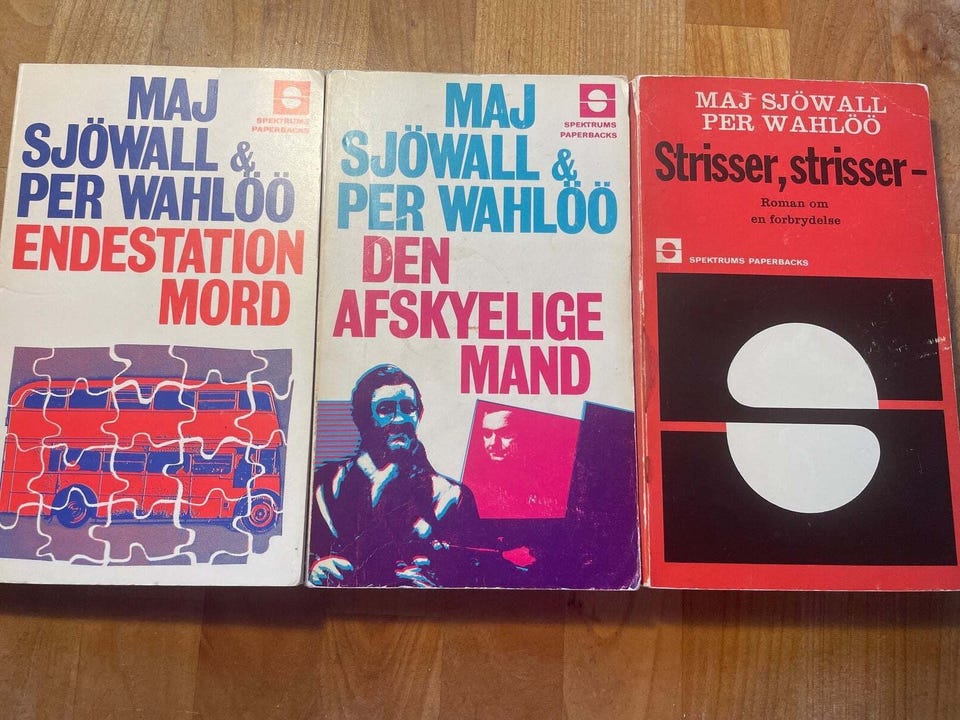 MAJ
SJÖWALL &
PER WAHLÖÖ
ENDESTATION
MORD
SPEKTRUMS
PAPERBACKS
MAJ
SJÖWALL &
PER WAHLÖÖ
DEN
AFSKYELIGE
MAND
SPEKTRUMS
PAPERBACKS
MAJ SJÖWALL
PER WAHLÖÖ
Strisser, strisser –
Roman om
en forbrydelse
SPEKTRUMS PAPERBACKS